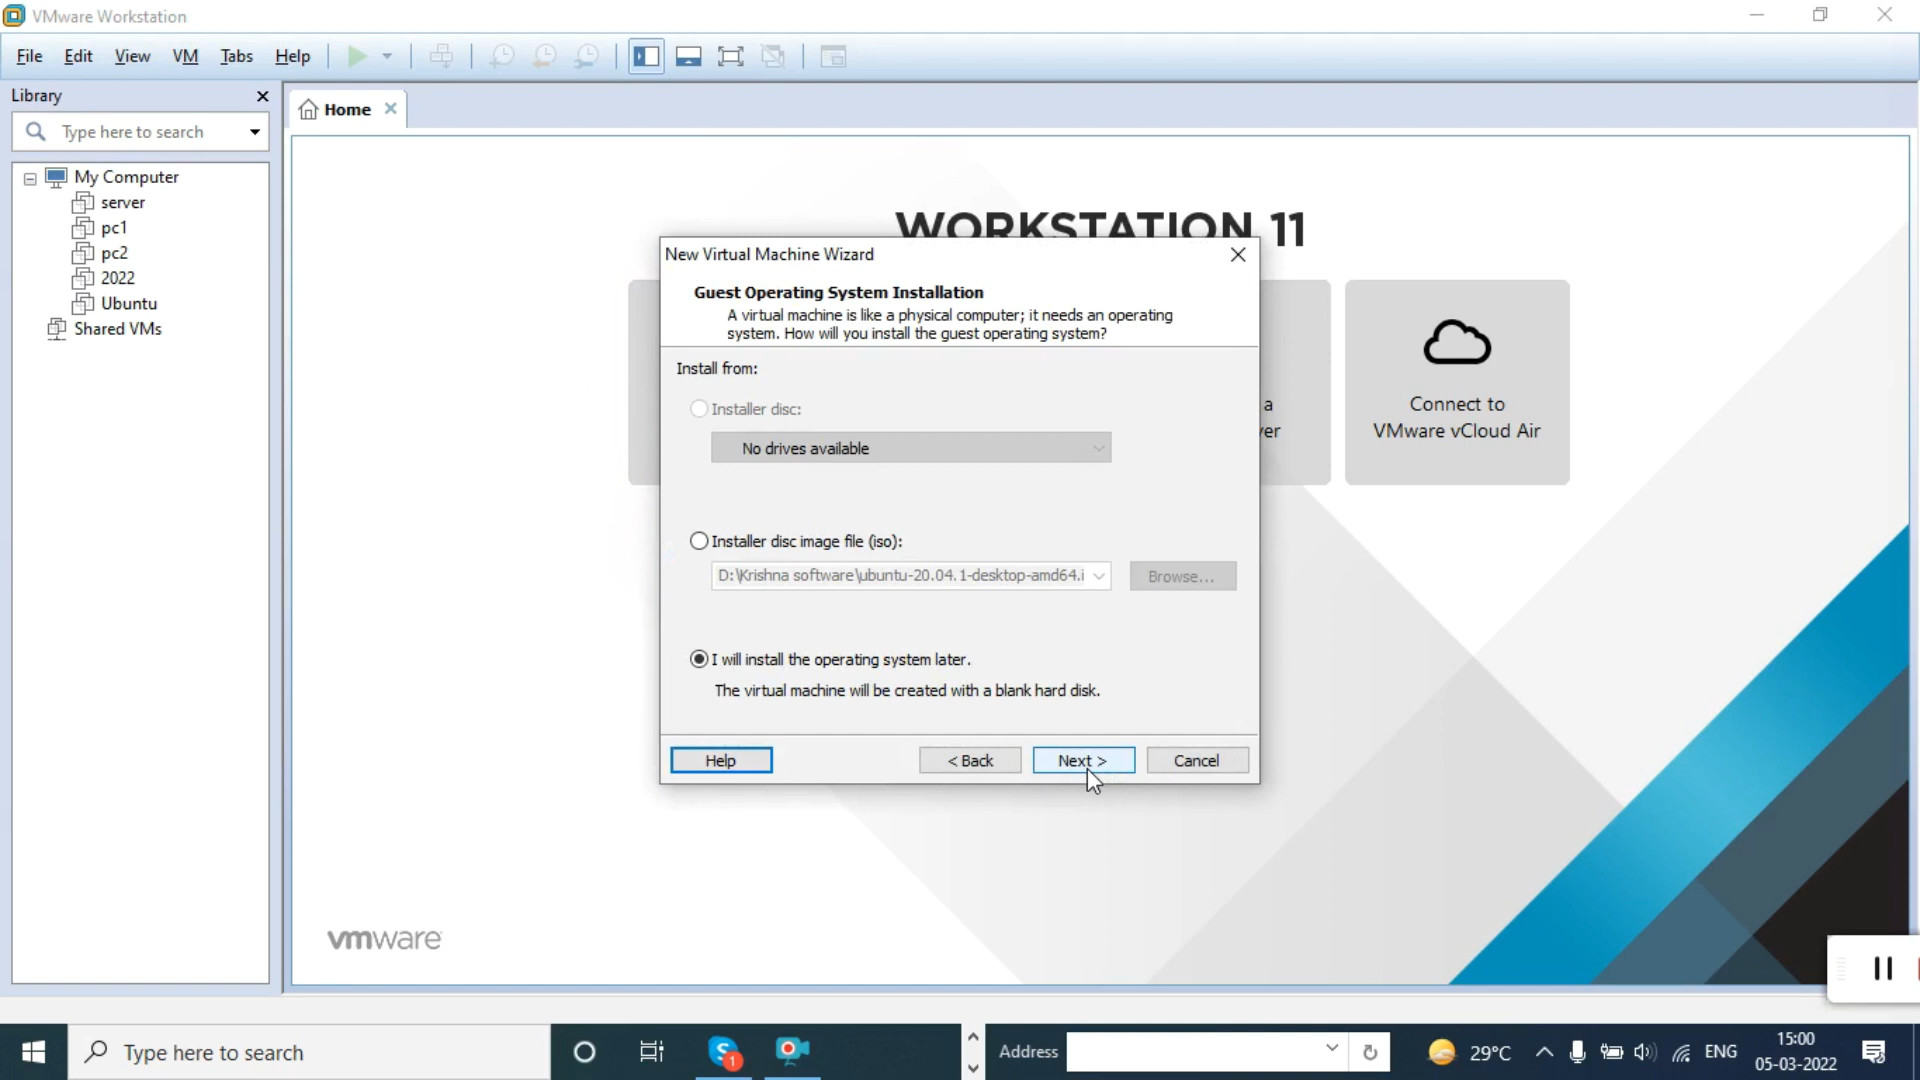 VMware Workstation
File Edit View VM Tabs Help
Library
Home
Type here to search
My Computer
server
pc1
pc2
2022
Ubuntu
Shared VMs
WORKSTATION 11
New Virtual Machine Wizard
Guest Operating System Installation
A virtual machine is like a physical computer; it needs an operating
system. How will you install the guest operating system?
Install from:
Installer disc:
No drives available
Installer disc image file (iso):
D:\Krishna software\ubuntu-20.04.1-desktop-amd64.i
Browse...
I will install the operating system later.
The virtual machine will be created with a blank hard disk.
Help
< Back
Next >
Cancel
a
ver
Connect to
VMware vCloud Air
vmware
Type here to search
S
1
Address
29°C
ENG
15:00
05-03-2022